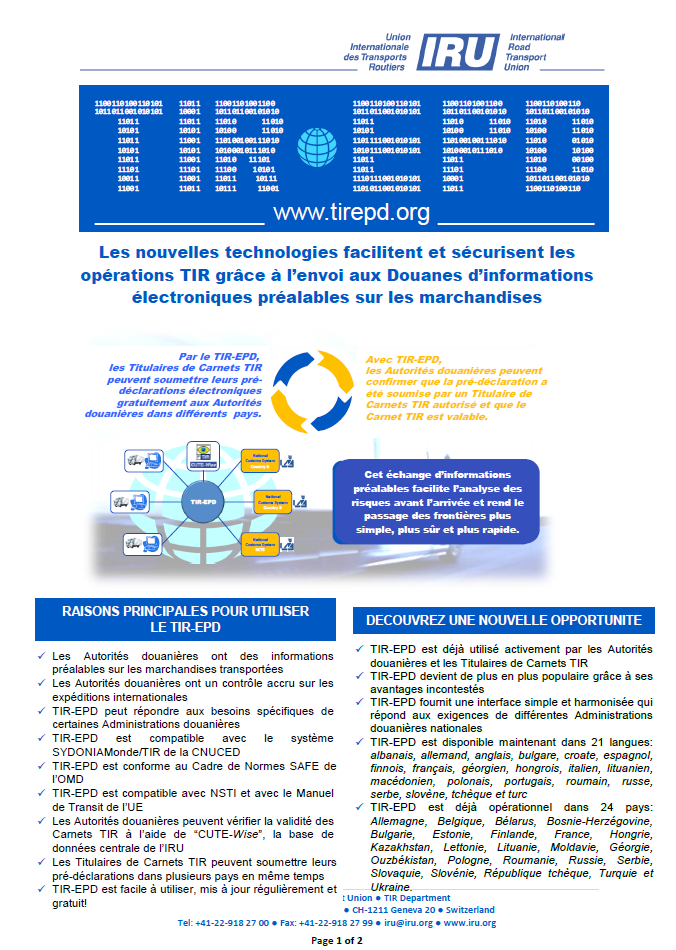 Union
Internationale
des Transports
Routiers
IRU
International
Road
Transport
Union
TIR EPD
www.tirepd.org
Les nouvelles technologies facilitent et sécurisent les
opérations TIR grâce à l’envoi aux Douanes d’informations
électroniques préalables sur les marchandises
Par le TIR-EPD,
les Titulaires de Carnets TIR
peuvent soumettre leurs pré-
déclarations électroniques
gratuitement aux Autorités
douanières dans différents pays.
Avec TIR-EPD,
les Autorités douanières peuvent
confirmer que la pré-déclaration a
été soumise par un Titulaire de
Carnets TIR autorisé et que le
Carnet TIR est valable.
CUTE-Wise
TIR-EPD
National
Customs System
Country A
National
Customs System
Country B
National
Customs System
NCTS
Cet échange d’informations
préalables facilite l’analyse des
risques avant l’arrivée et rend le
passage des frontières plus
simple, plus sûr et plus rapide.
RAISONS PRINCIPALES POUR UTILISER
LE TIR-EPD
✓ Les Autorités douanières ont des informations
préalables sur les marchandises transportées
✓ Les Autorités douanières ont un contrôle accru sur les
expéditions internationales
✓ TIR-EPD peut répondre aux besoins spécifiques de
certaines Administrations douanières
✓ TIR-EPD est compatible avec le système
SYDONIAMonde/TIR de la CNUCED
✓ TIR-EPD est conforme au Cadre de Normes SAFE de
l’OMD
✓ TIR-EPD est compatible avec NSTI et avec le Manuel
de Transit de l’UE
✓ Les Autorités douanières peuvent vérifier la validité des
Carnets TIR à l’aide de “CUTE-Wise”, la base de
données centrale de l’IRU
✓ Les Titulaires de Carnets TIR peuvent soumettre leurs
pré-déclarations dans plusieurs pays en même temps
✓ TIR-EPD est facile à utiliser, mis à jour régulièrement et
gratuit!
DECOUVREZ UNE NOUVELLE OPPORTUNITE
✓ TIR-EPD est déjà utilisé activement par les Autorités
douanières et les Titulaires de Carnets TIR
✓ TIR-EPD devient de plus en plus populaire grâce à ses
avantages incontestés
✓ TIR-EPD fournit une interface simple et harmonisée qui
répond aux exigences de différentes Administrations
douanières nationales
✓ TIR-EPD est disponible maintenant dans 21 langues:
albanais, allemand, anglais, bulgare, croate, espagnol,
finnois, français, géorgien, hongrois, italien, lituanien,
macédonien, polonais, portugais, roumain, russe,
serbe, slovène, tchèque et turc
✓ TIR-EPD est déjà opérationnel dans 24 pays:
Allemagne, Belgique, Bélarus, Bosnie-Herzégovine,
Bulgarie, Estonie, Finlande, France, Hongrie,
Kazakhstan, Lettonie, Lituanie, Moldavie, Géorgie,
Ouzbékistan, Pologne, Roumanie, Russie, Serbie,
Slovaquie, Slovénie, République tchèque, Turquie et
Ukraine.
t Union ● TIR Department
● CH-1211 Geneva 20 ● Switzerland
Tel: +41-22-918 27 00 ● Fax: +41-22-918 27 99 ● iru@iru.org ● www.iru.org
Page 1 of 2